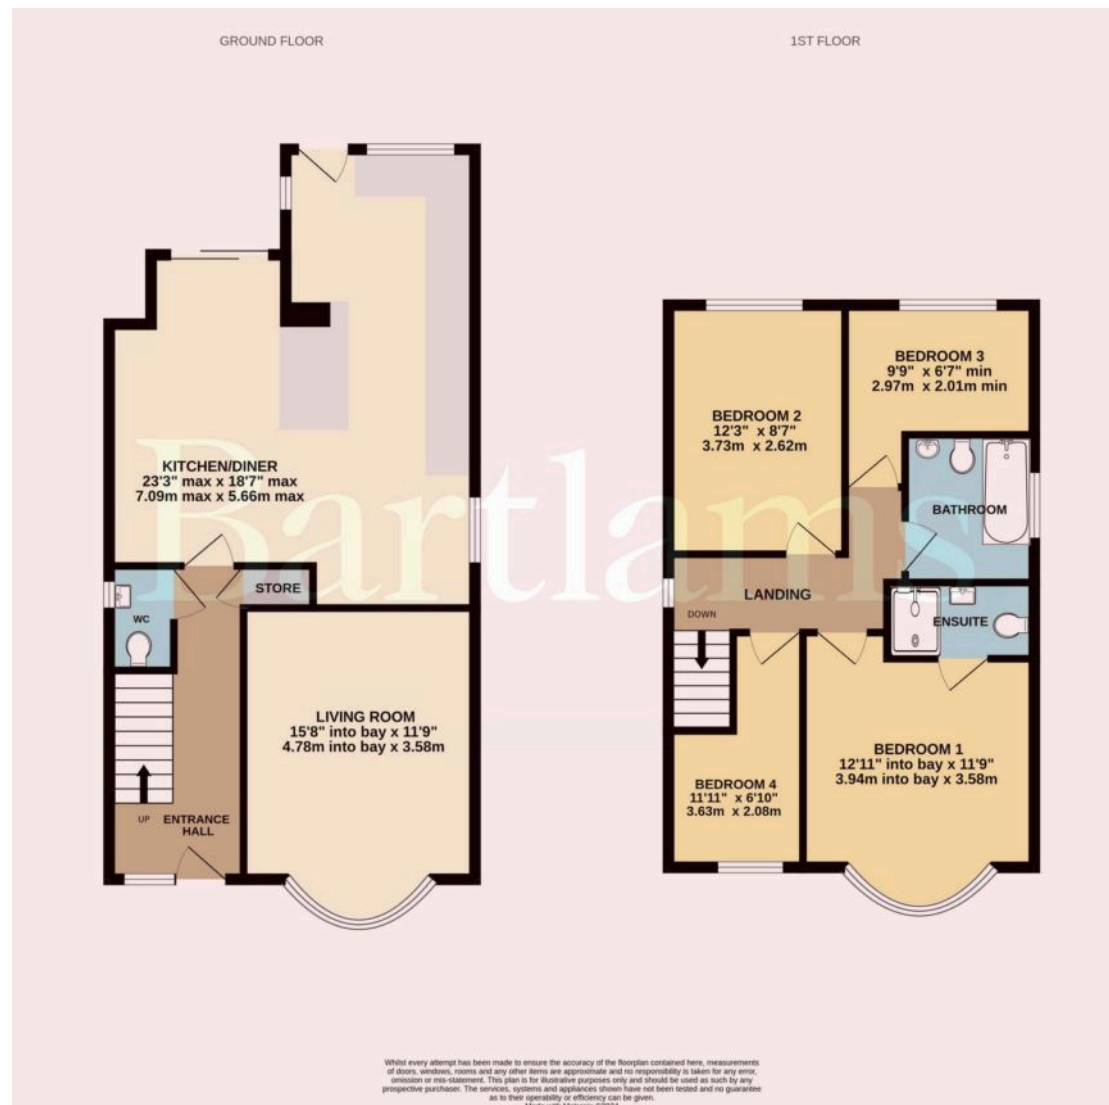 GROUND FLOOR
1ST FLOOR
KITCHEN/DINER
23'3" max x 18'7" max
7.09m max x 5.66m max
STORE
WC
LIVING ROOM
15'8" into bay x 11'9"
4.78m into bay x 3.58m
UP
ENTRANCE
HALL
BEDROOM 3
9'9" x 6'7" min
2.97m x 2.01m min
BEDROOM 2
12'3" x 8'7"
3.73m x 2.62m
BATHROOM
LANDING
DOWN
ENSUITE
BEDROOM 1
12'11" into bay x 11'9"
3.94m into bay x 3.58m
BEDROOM 4
11'11" x 6'10"
3.63m x 2.08m
Bartlams
Whilst every attempt has been made to ensure the accuracy of the floorplan contained here, measurements
of doors, windows, rooms and any other items are approximate and no responsibility is taken for any error,
omission or mis-statement. This plan is for illustrative purposes only and should be used as such by any
prospective purchaser. The services, systems and appliances shown have not been tested and no guarantee
as to their operability or efficiency can be given.